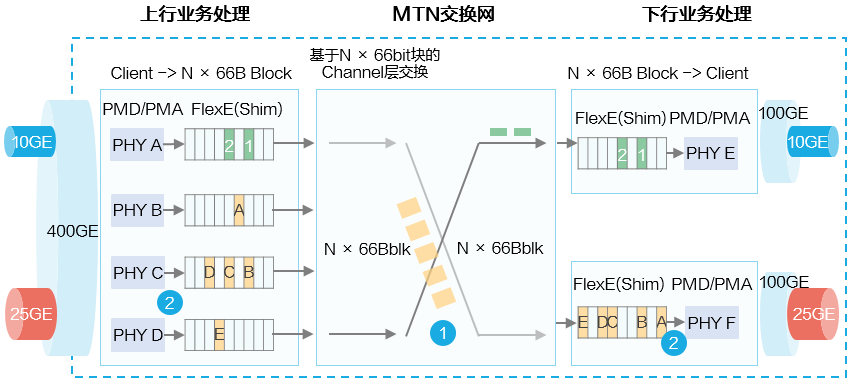 上行业务处理
MTN交换网
下行业务处理
Client -> N × 66B Block
基于N × 66bit块的
Channel层交换
N × 66B Block -> Client
PMD/PMA
FlexE(Shim)
FlexE(Shim)
PMD/PMA
100GE
10GE
PHY A
2
1
2
1
PHY E
10GE
PHY B
A
400GE
N × 66Bblk
N × 66Bblk
PHY C
D
C
B
2
FlexE(Shim)
PMD/PMA
100GE
25GE
PHY D
E
1
E
D
C
B
A
PHY F
25GE
2